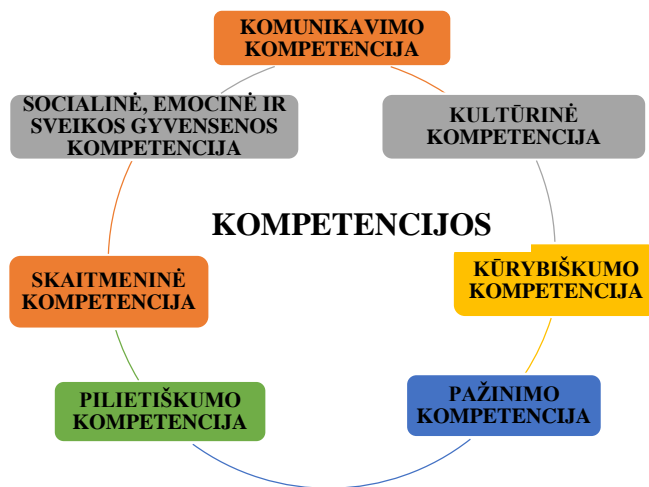 KOMUNIKAVIMO
KOMPETENCIJA
SOCIALINĖ, EMOCINĖ IR
SVEIKOS GYVENSENOS
KOMPETENCIJA
KULTŪRINĖ
KOMPETENCIJA
KOMPETENCIJOS
SKAITMENINĖ
KOMPETENCIJA
KŪRYBIŠKUMO
KOMPETENCIJA
PILIETIŠKUMO
KOMPETENCIJA
PAŽINIMO
KOMPETENCIJA